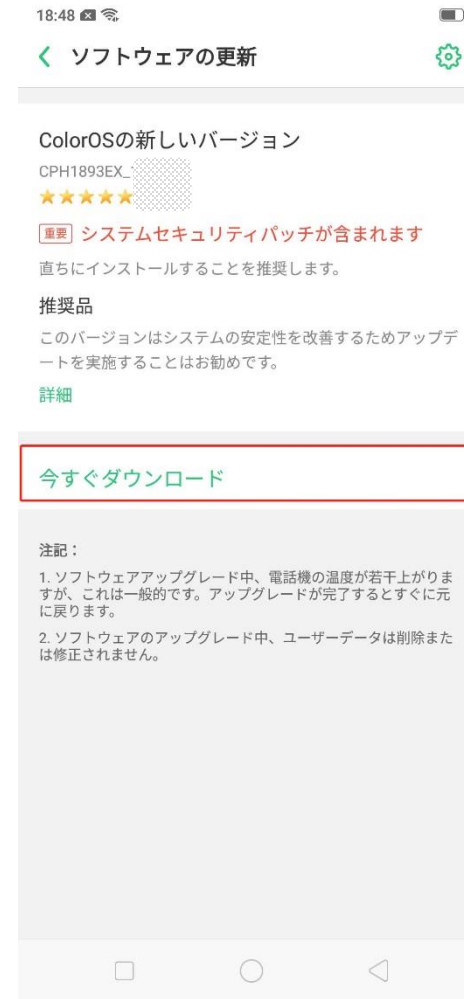 18:48
ソフトウェアの更新
ColorOSの新しいバージョン
CPH1893EX_
重要 システムセキュリティパッチが含まれます
直ちにインストールすることを推奨します。
推奨品
このバージョンはシステムの安定性を改善するためアップデ
ートを実施することはお勧めです。
詳細
今すぐダウンロード
注記：
1. ソフトウェアアップグレード中、電話機の温度が若干上がりま
すが、これは一般的です。アップグレードが完了するとすぐに元
に戻ります。
2. ソフトウェアのアップグレード中、ユーザーデータは削除また
は修正されません。